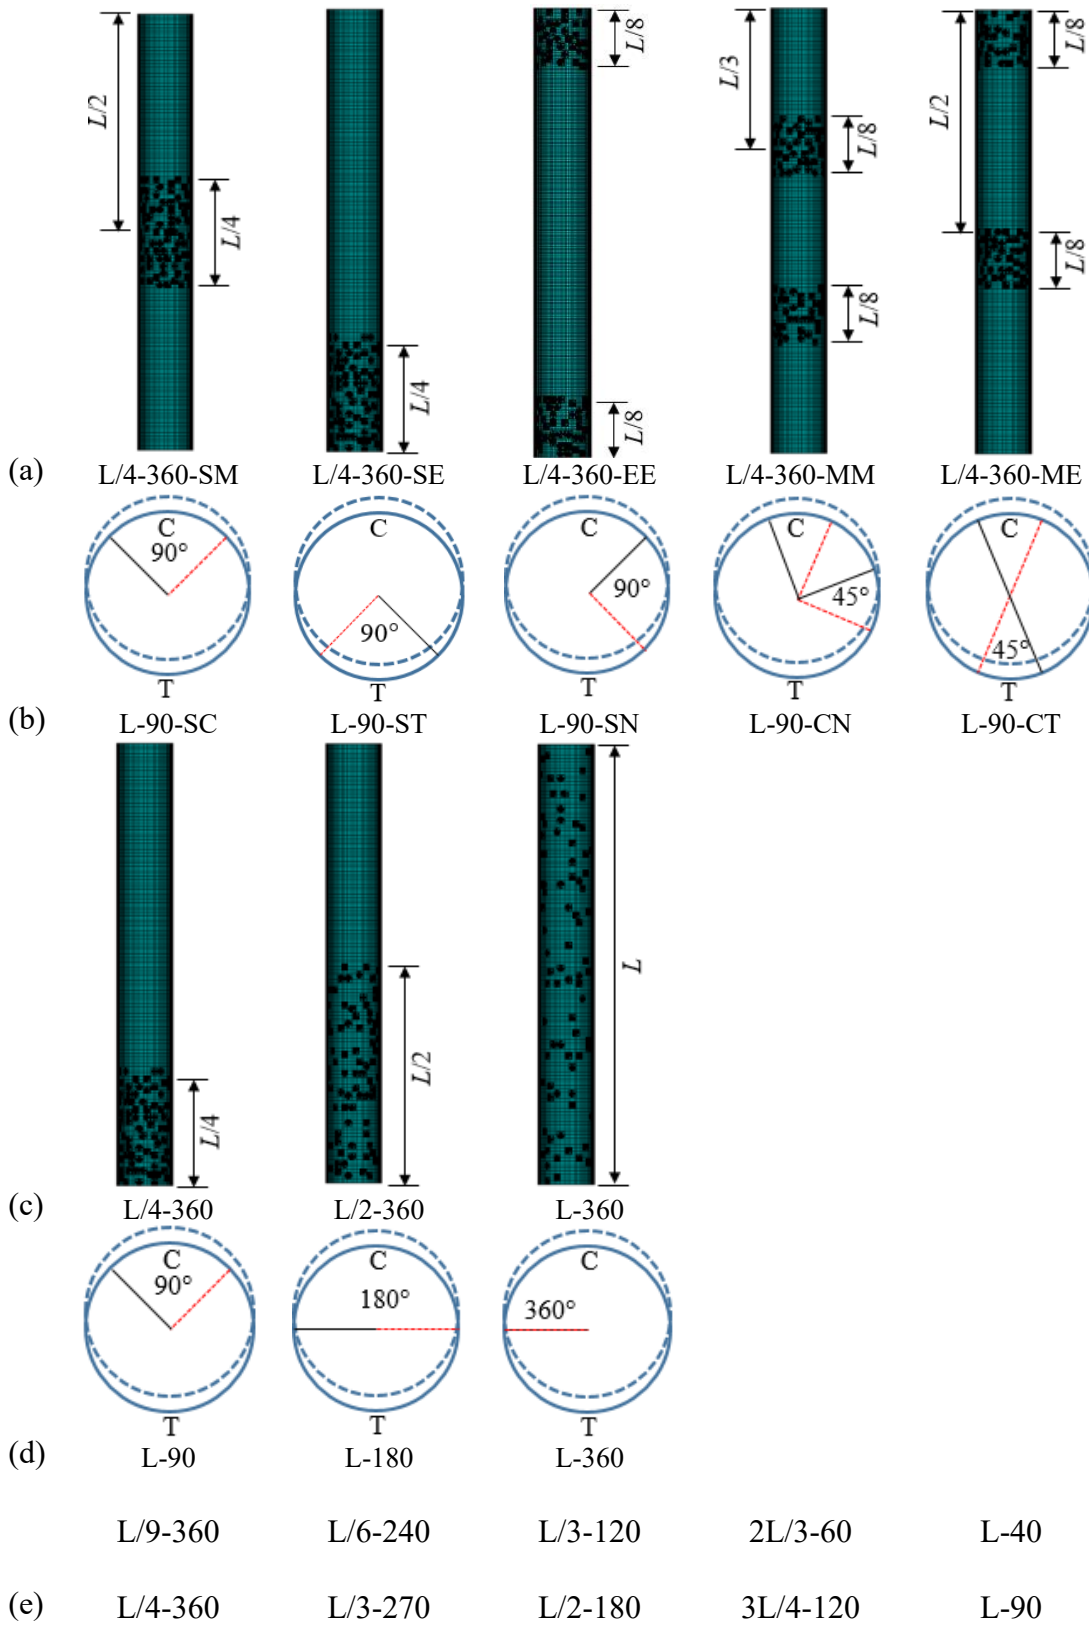 L/2
L/4
L/4
L/8
L/8
L/3
L/8
L/8
L/8
L/2
L/8
(a) L/4-360-SM L/4-360-SE L/4-360-EE L/4-360-MM L/4-360-ME
C C C C C
90° 90° 90° 45° 45°
T T T T T
(b) L-90-SC L-90-ST L-90-SN L-90-CN L-90-CT
L/4
L/2
L
(c) L/4-360 L/2-360 L-360
C C C
90° 180° 360°
T T T
(d) L-90 L-180 L-360
L/9-360 L/6-240 L/3-120 2L/3-60 L-40
(e) L/4-360 L/3-270 L/2-180 3L/4-120 L-90